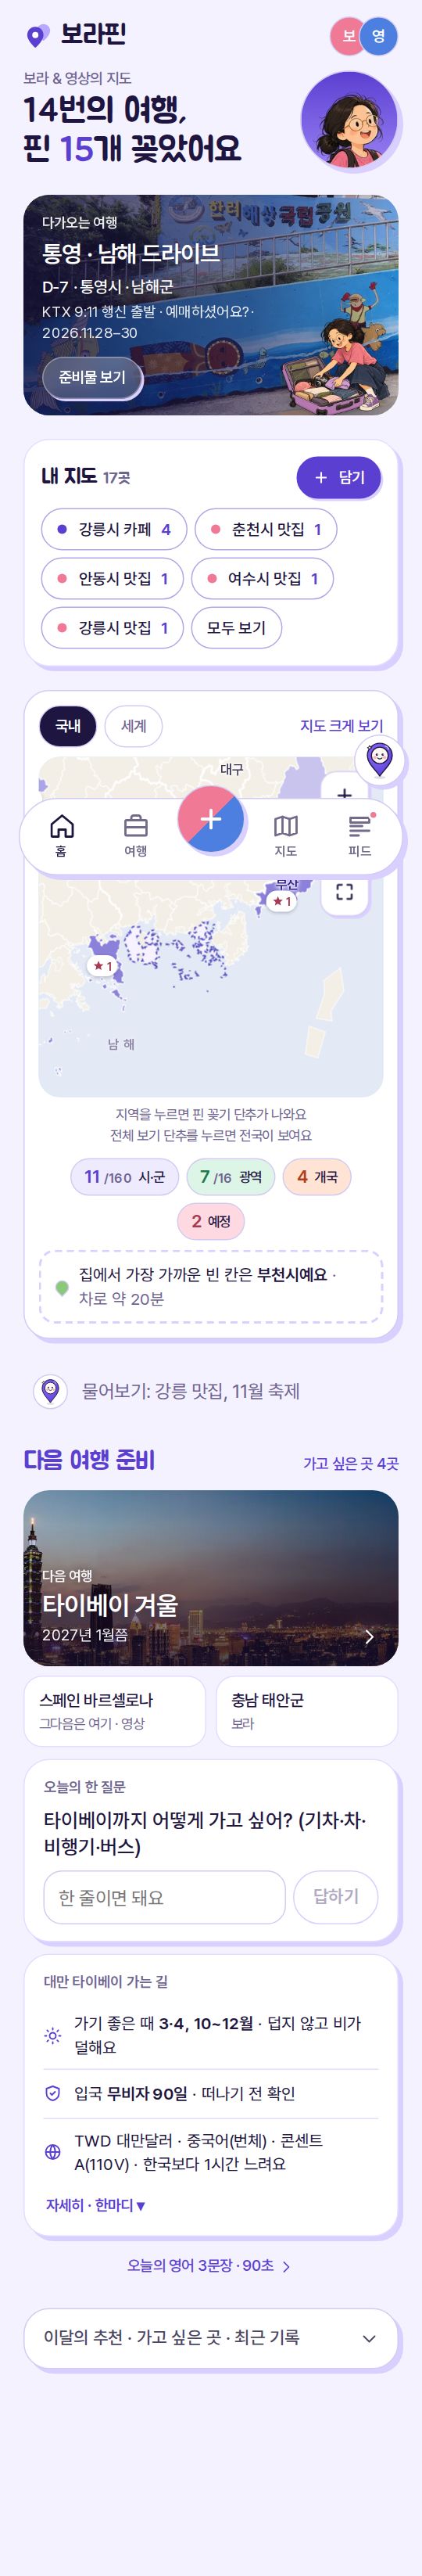 보라핀
보 영
보라 & 영상의 지도
14번의 여행,
핀 15개 꽂았어요
한려해상국립공원
다가오는 여행
통영 · 남해 드라이브
D-7 · 통영시 · 남해군
KTX 9:11 행신 출발 · 예매하셨어요? ·
2026.11.28–30
준비물 보기
내 지도 17곳
+ 담기
강릉시 카페 4
춘천시 맛집 1
안동시 맛집 1
여수시 맛집 1
강릉시 맛집 1
모두 보기
국내
세계
지도 크게 보기
대구
+
홈
여행
+
지도
피드
부산
★ 1
★ 1
남 해
지역을 누르면 핀 꽂기 단추가 나와요
전체 보기 단추를 누르면 전국이 보여요
11 /160 시·군
7 /16 광역
4 개국
2 예정
집에서 가장 가까운 빈 칸은 부천시예요 ·
차로 약 20분
물어보기: 강릉 맛집, 11월 축제
다음 여행 준비
가고 싶은 곳 4곳
다음 여행
타이베이 겨울
2027년 1월쯤
스페인 바르셀로나
그다음은 여기 · 영상
충남 태안군
보라
오늘의 한 질문
타이베이까지 어떻게 가고 싶어? (기차·차·
비행기·버스)
한 줄이면 돼요
답하기
대만 타이베이 가는 길
가기 좋은 때 3·4, 10~12월 · 덥지 않고 비가
덜해요
입국 무비자 90일 · 떠나기 전 확인
TWD 대만달러 · 중국어(번체) · 콘센트
A(110V) · 한국보다 1시간 느려요
자세히 · 한마디 ▾
오늘의 영어 3문장 · 90초
이달의 추천 · 가고 싶은 곳 · 최근 기록